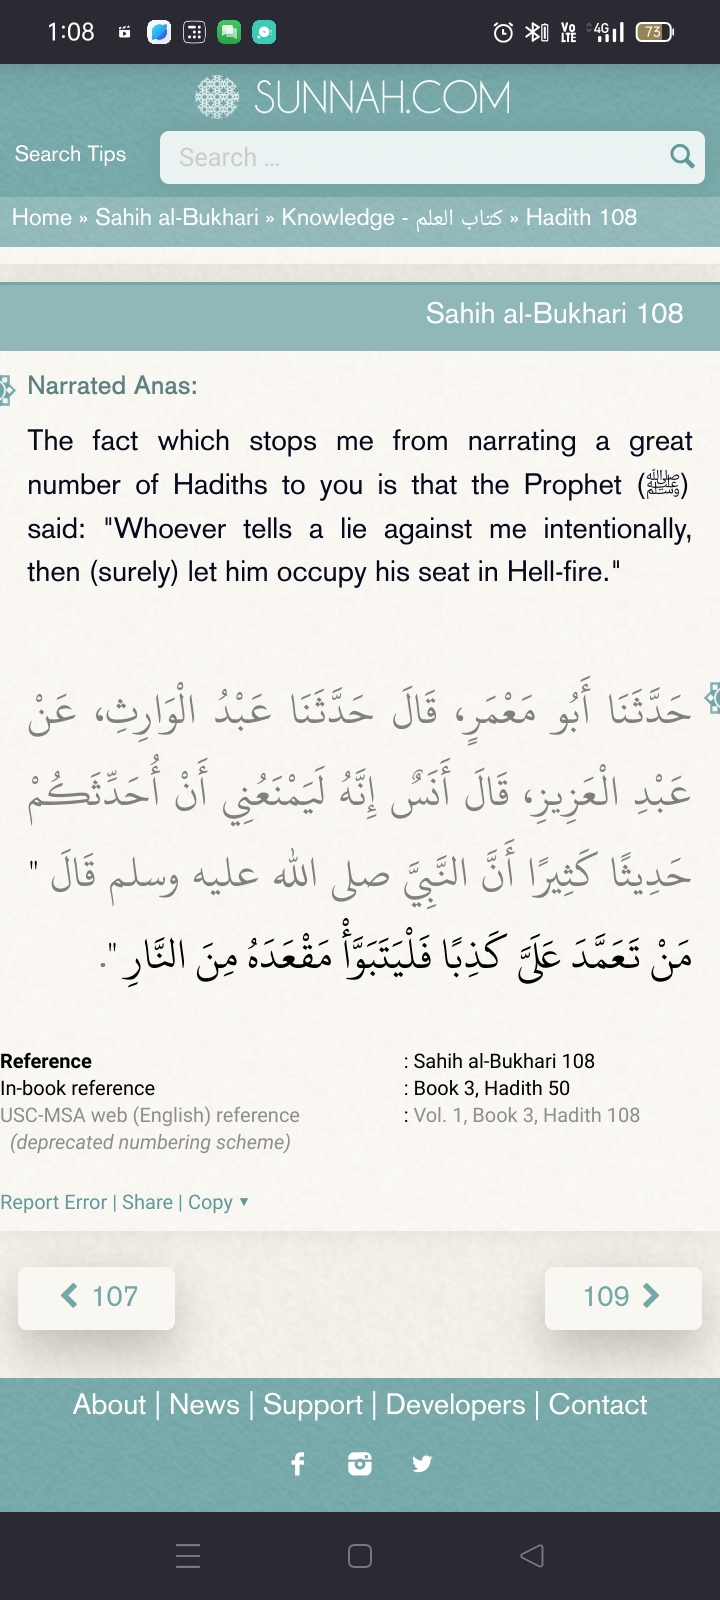 1:08
Vo LTE 4G 73
SUNNAH.COM
Search Tips
Search ...
Home » Sahih al-Bukhari » Knowledge - كتاب العلم » Hadith 108
Sahih al-Bukhari 108
Narrated Anas:
The fact which stops me from narrating a great
number of Hadiths to you is that the Prophet (ﷺ)
said: "Whoever tells a lie against me intentionally,
then (surely) let him occupy his seat in Hell-fire."
حَدَّثَنَا أَبُو مَعْمَرٍ، قَالَ حَدَّثَنَا عَبْدُ الْوَارِثِ، عَنْ
عَبْدِ الْعَزِيزِ، قَالَ أَنَسٌ إِنَّهُ لَيَمْنَعُنِي أَنْ أُحَدِّثَكُمْ
حَدِيثًا كَثِيرًا أَنَّ النَّبِيَّ صلى الله عليه وسلم قَالَ ‏"‏
مَنْ تَعَمَّدَ عَلَىَّ كَذِبًا فَلْيَتَبَوَّأْ مَقْعَدَهُ مِنَ النَّارِ ‏"‏‏.‏
Reference : Sahih al-Bukhari 108
In-book reference : Book 3, Hadith 50
USC-MSA web (English) reference : Vol. 1, Book 3, Hadith 108
(deprecated numbering scheme)
Report Error | Share | Copy ▼
107
109
About | News | Support | Developers | Contact